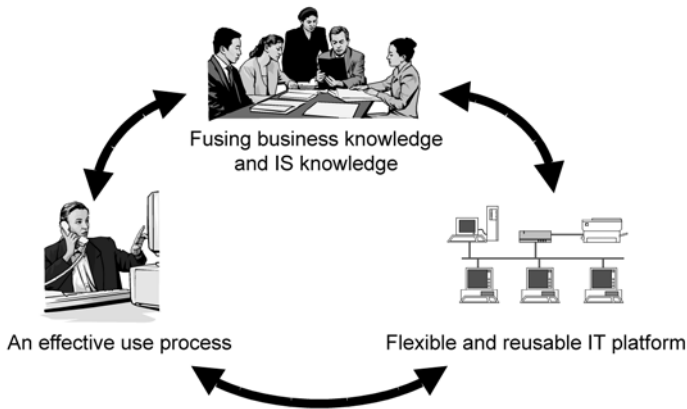 Fusing business knowledge
and IS knowledge
An effective use process
Flexible and reusable IT platform